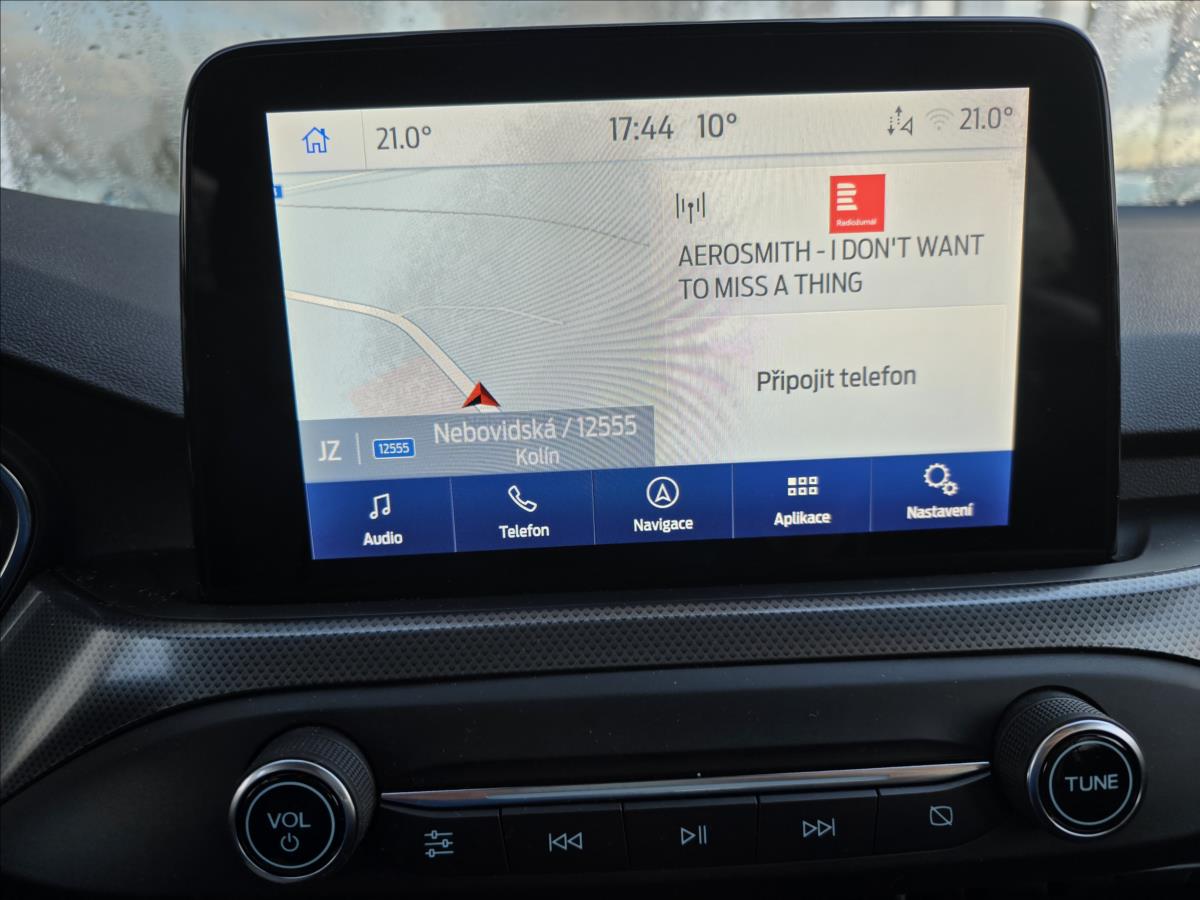 21.0° 17:44 10° 21.0°
Radiožurnál
AEROSMITH - I DON'T WANT
TO MISS A THING
Připojit telefon
JZ 12555 Nebovidská / 12555
Kolín
Audio Telefon Navigace Aplikace Nastavení
VOL
TUNE